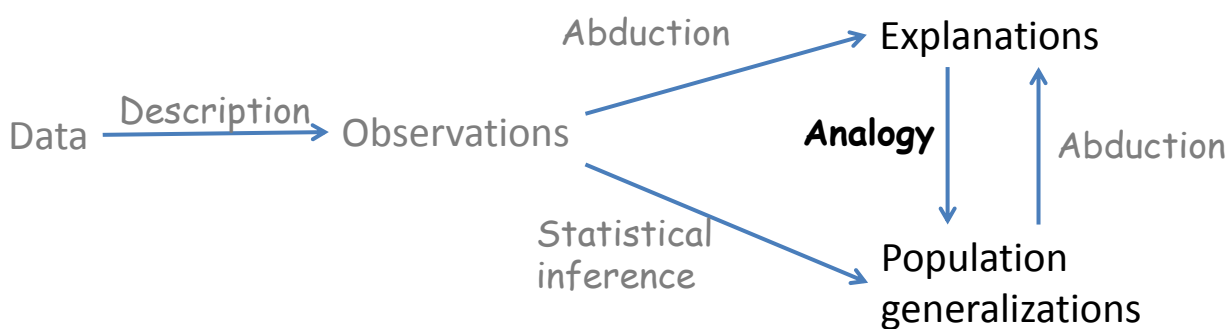 Abduction
Explanations
Description
Data
Observations
Analogy
Abduction
Statistical
inference
Population
generalizations